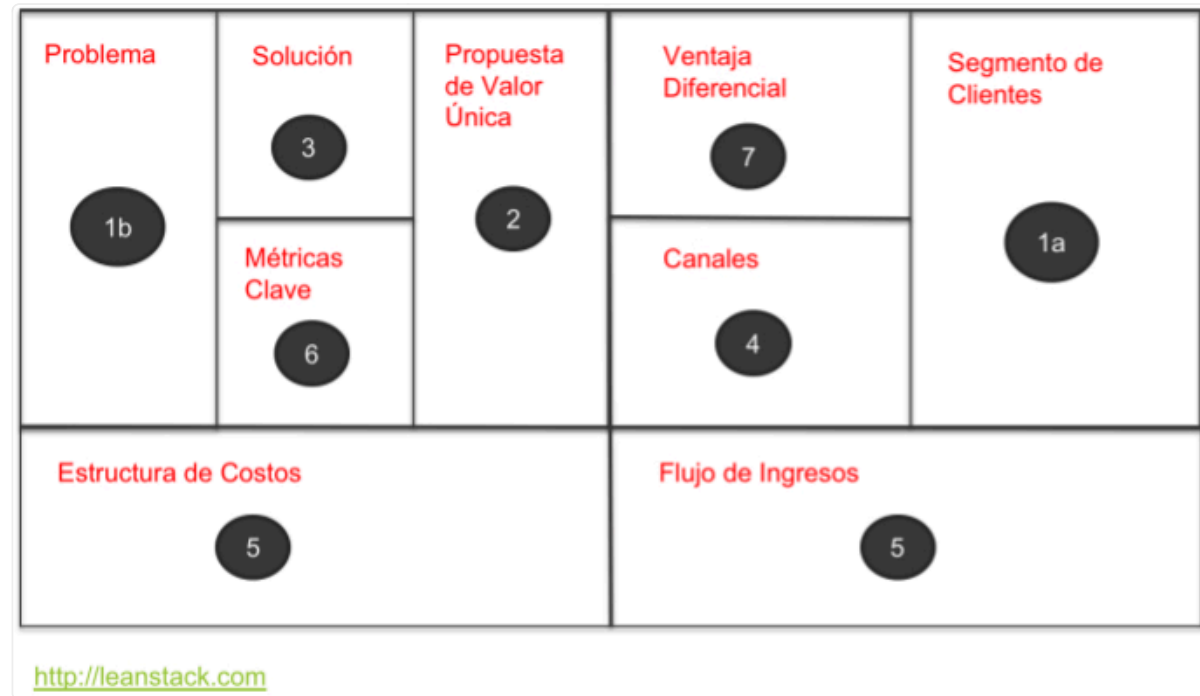 Problema
1b
Solución
3
Métricas
Clave
6
Propuesta
de Valor
Única
2
Ventaja
Diferencial
7
Canales
4
Segmento de
Clientes
1a
Estructura de Costos
5
Flujo de Ingresos
5
http://leanstack.com